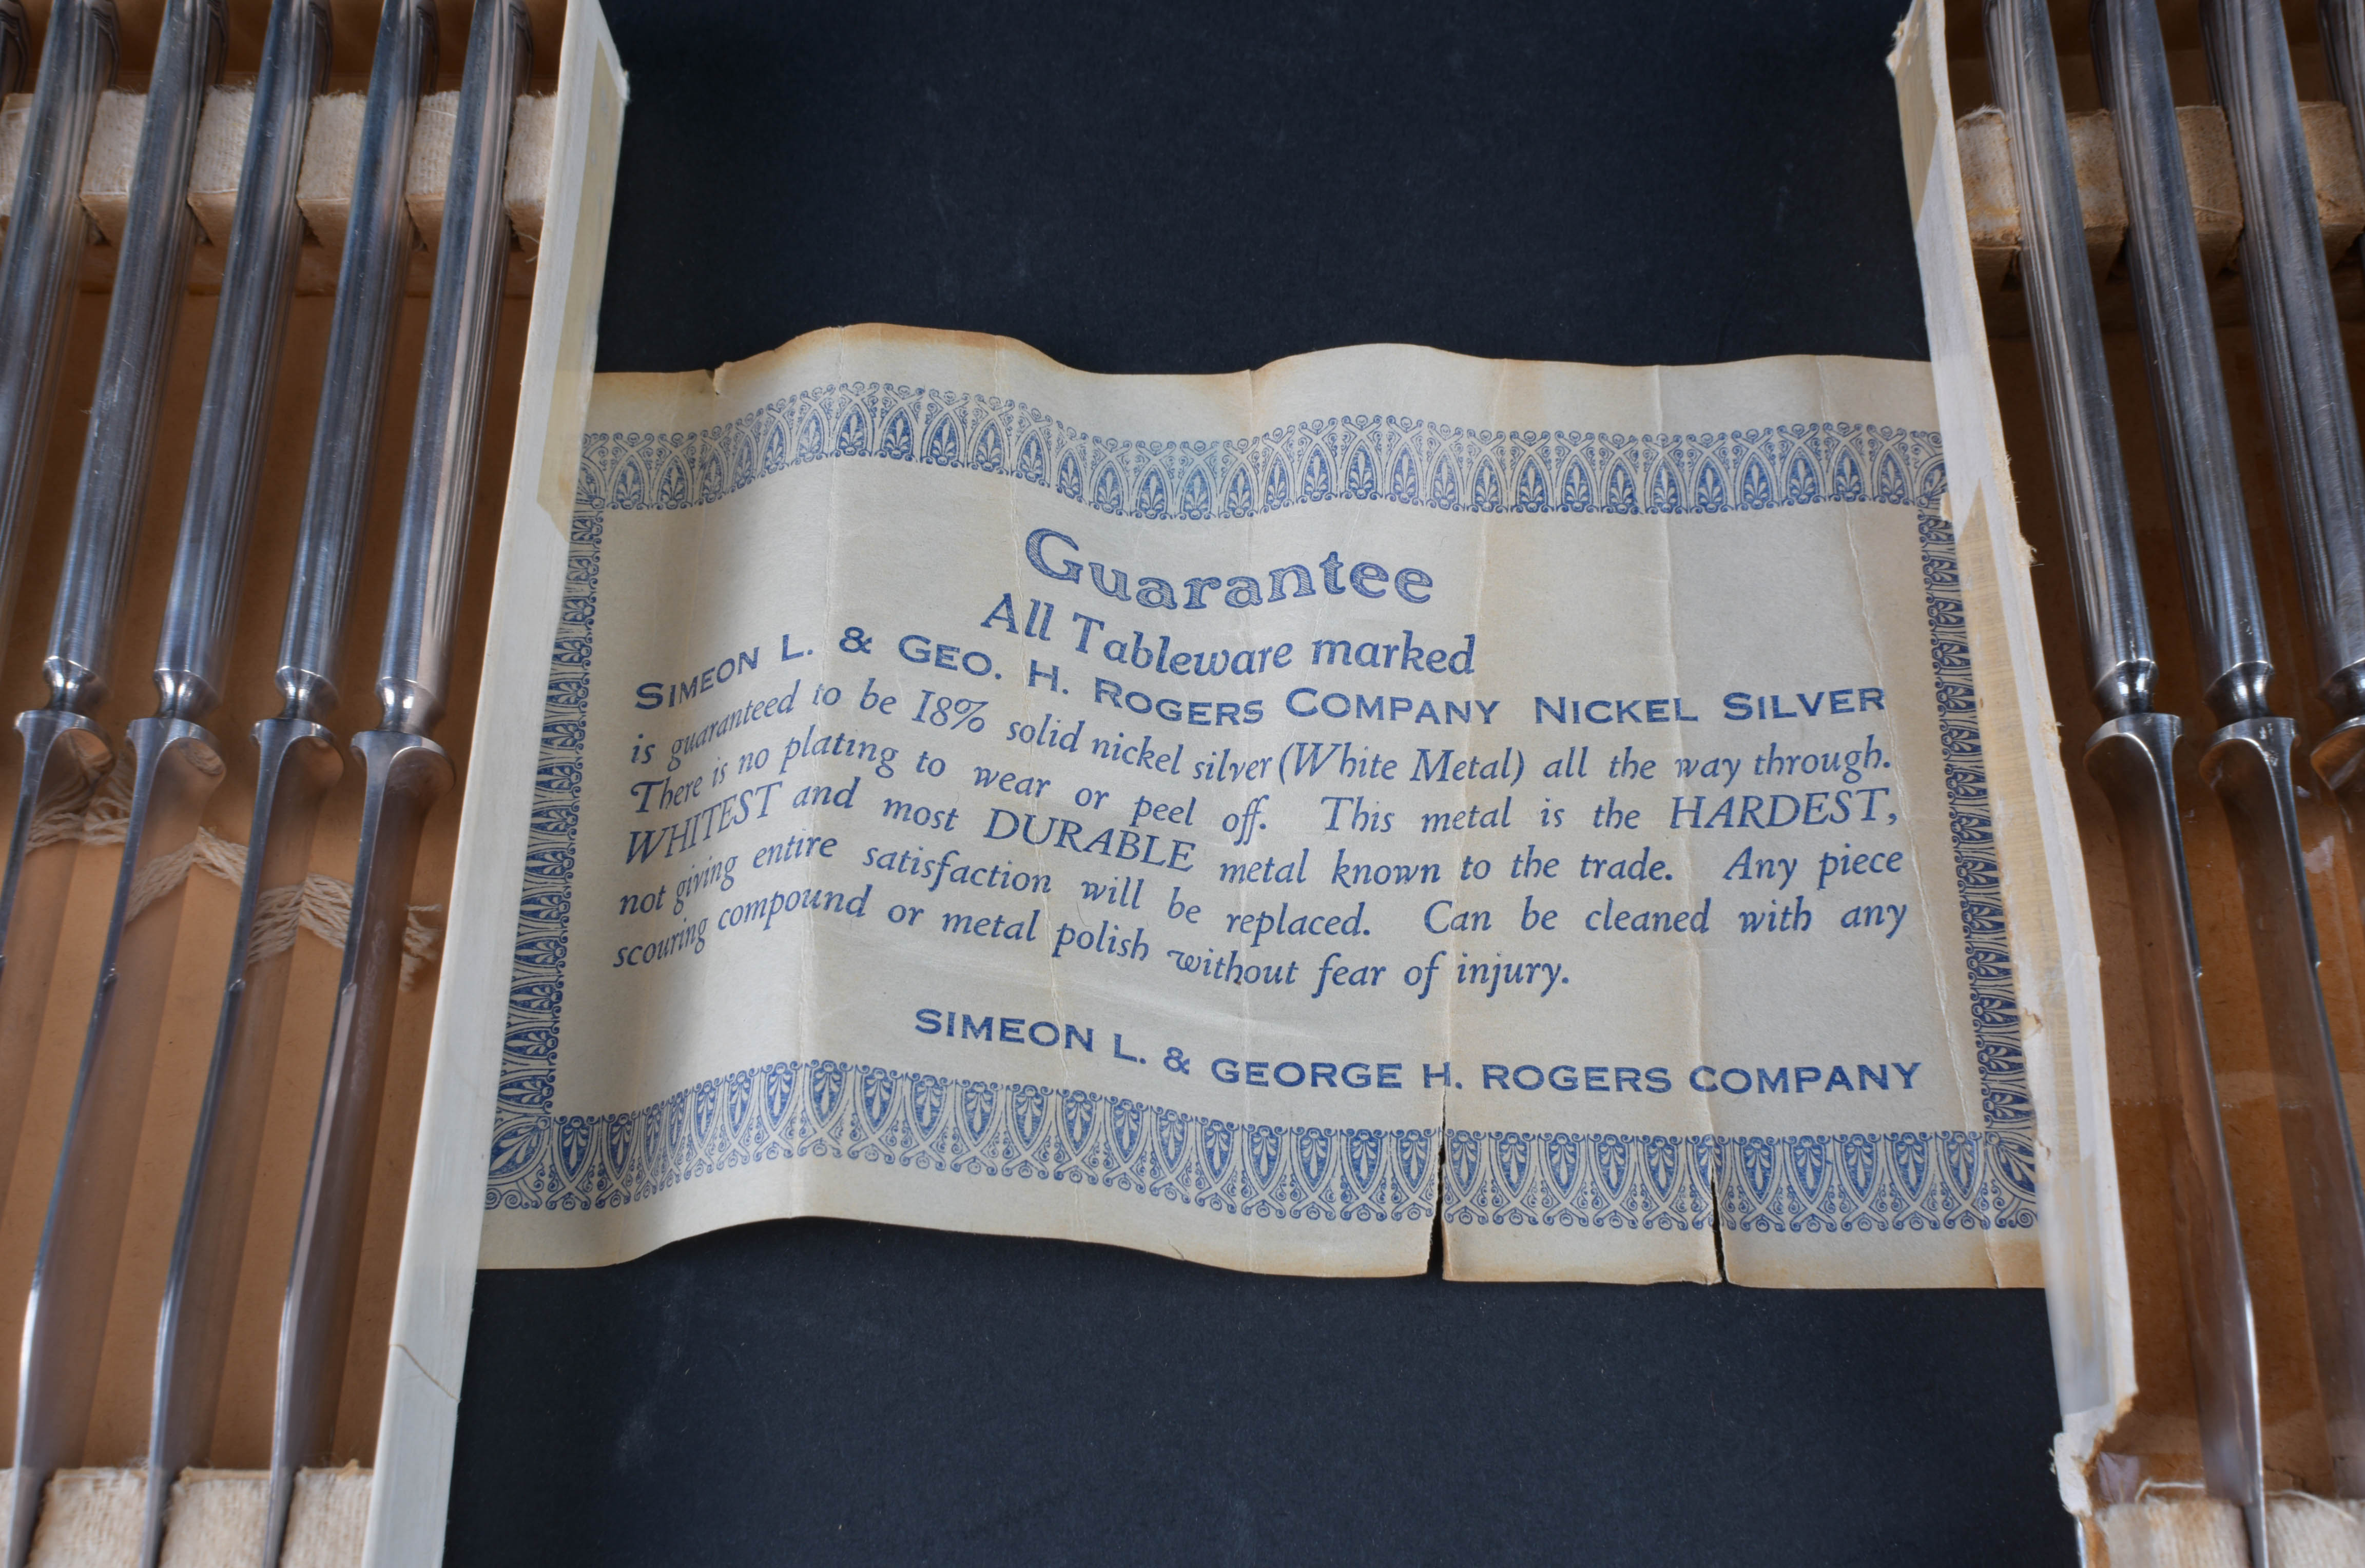 Guarantee
All Tableware marked
SIMEON L. & GEO. H. ROGERS COMPANY NICKEL SILVER
is guaranteed to be 18% solid nickel silver (White Metal) all the way through.
There is no plating to wear or peel off. This metal is the HARDEST,
WHITEST and most DURABLE metal known to the trade. Any piece
not giving entire satisfaction will be replaced. Can be cleaned with any
scouring compound or metal polish without fear of injury.
SIMEON L. & GEORGE H. ROGERS COMPANY